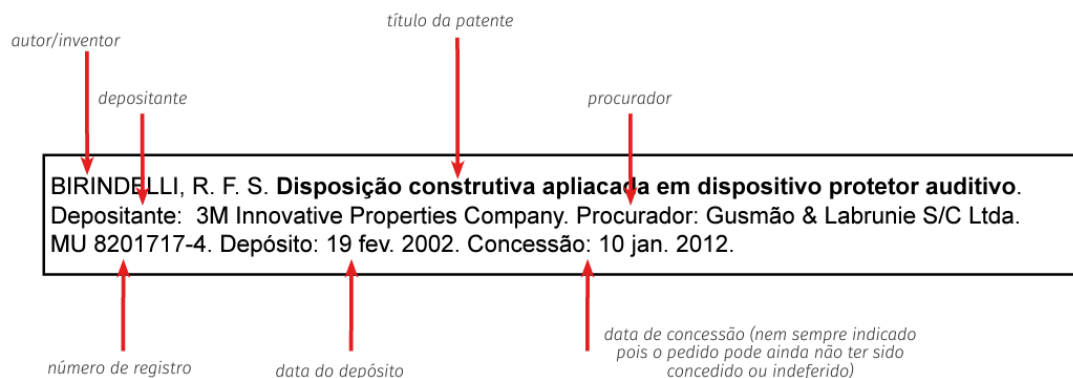 título da patente
autor/inventor
depositante
procurador
BIRINDELLI, R. F. S. Disposição construtiva apliacada em dispositivo protetor auditivo.
Depositante: 3M Innovative Properties Company. Procurador: Gusmão & Labrunie S/C Ltda.
MU 8201717-4. Depósito: 19 fev. 2002. Concessão: 10 jan. 2012.
data de concessão (nem sempre indicado
pois o pedido pode ainda não ter sido
concedido ou indeferido)
número de registro
data do depósito